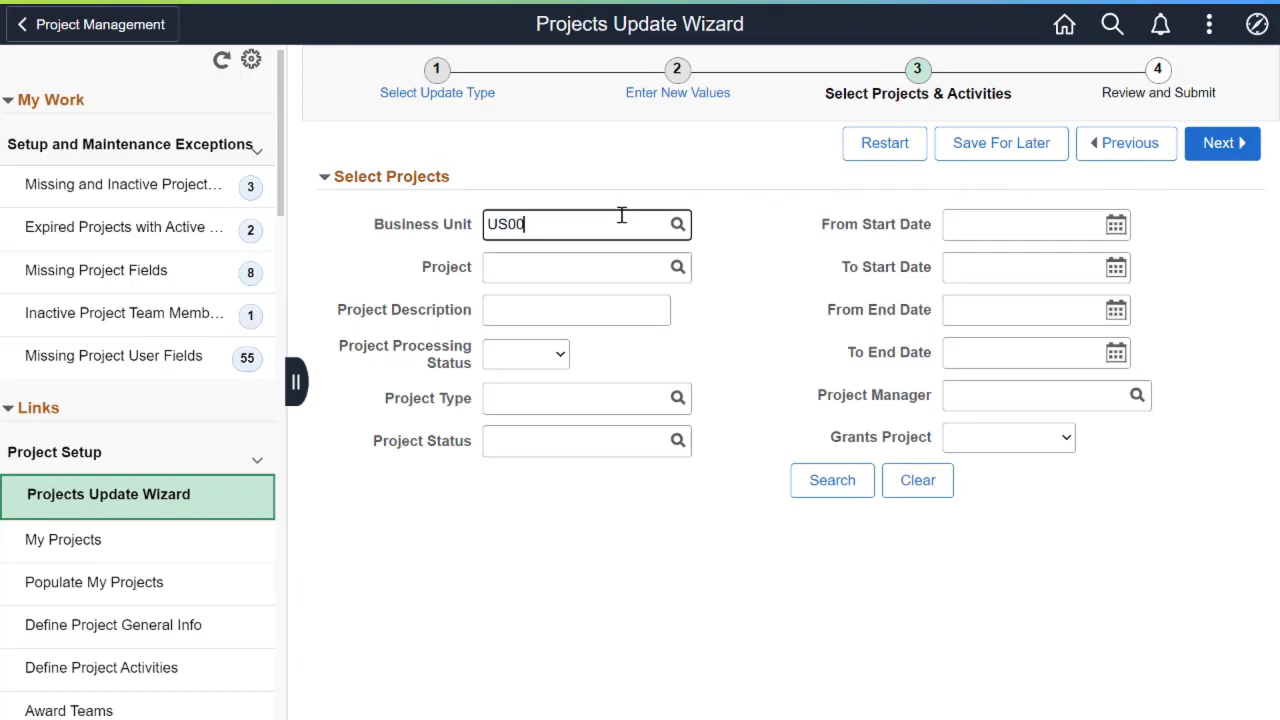 Project Management
Projects Update Wizard
My Work
Setup and Maintenance Exceptions
Missing and Inactive Project...
3
Expired Projects with Active ...
2
Missing Project Fields
8
Inactive Project Team Memb...
1
Missing Project User Fields
55
Links
Project Setup
Projects Update Wizard
My Projects
Populate My Projects
Define Project General Info
Define Project Activities
Award Teams
1
2
3
4
Select Update Type
Enter New Values
Select Projects & Activities
Review and Submit
Restart
Save For Later
Previous
Next
Select Projects
Business Unit
US00
Project
Project Description
Project Processing
Status
Project Type
Project Status
From Start Date
To Start Date
From End Date
To End Date
Project Manager
Grants Project
Search
Clear